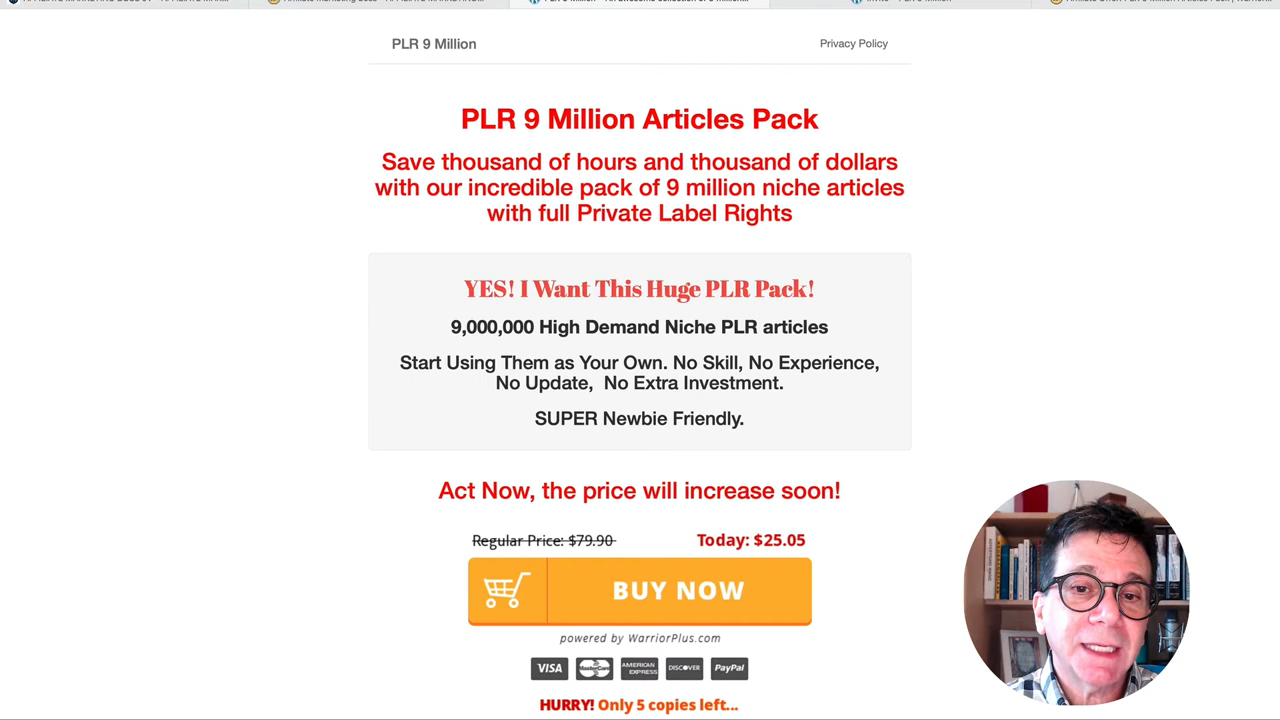 PLR 9 Million
Privacy Policy
PLR 9 Million Articles Pack
Save thousand of hours and thousand of dollars
with our incredible pack of 9 million niche articles
with full Private Label Rights
YES! I Want This Huge PLR Pack!
9,000,000 High Demand Niche PLR articles
Start Using Them as Your Own. No Skill, No Experience,
No Update, No Extra Investment.
SUPER Newbie Friendly.
Act Now, the price will increase soon!
Regular Price: $79.90
Today: $25.05
BUY NOW
powered by WarriorPlus.com
VISA MasterCard AMERICAN EXPRESS DISCOVER PayPal
HURRY! Only 5 copies left...